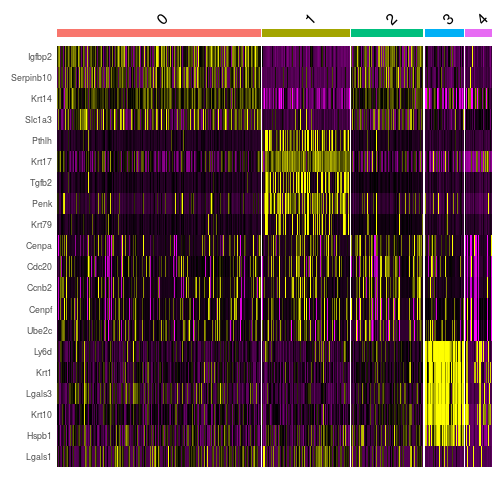 0 1 2 3 4
Igfbp2
Serpinb10
Krt14
Slc1a3
Pthlh
Krt17
Tgfb2
Penk
Krt79
Cenpa
Cdc20
Ccnb2
Cenpf
Ube2c
Ly6d
Krt1
Lgals3
Krt10
Hspb1
Lgals1